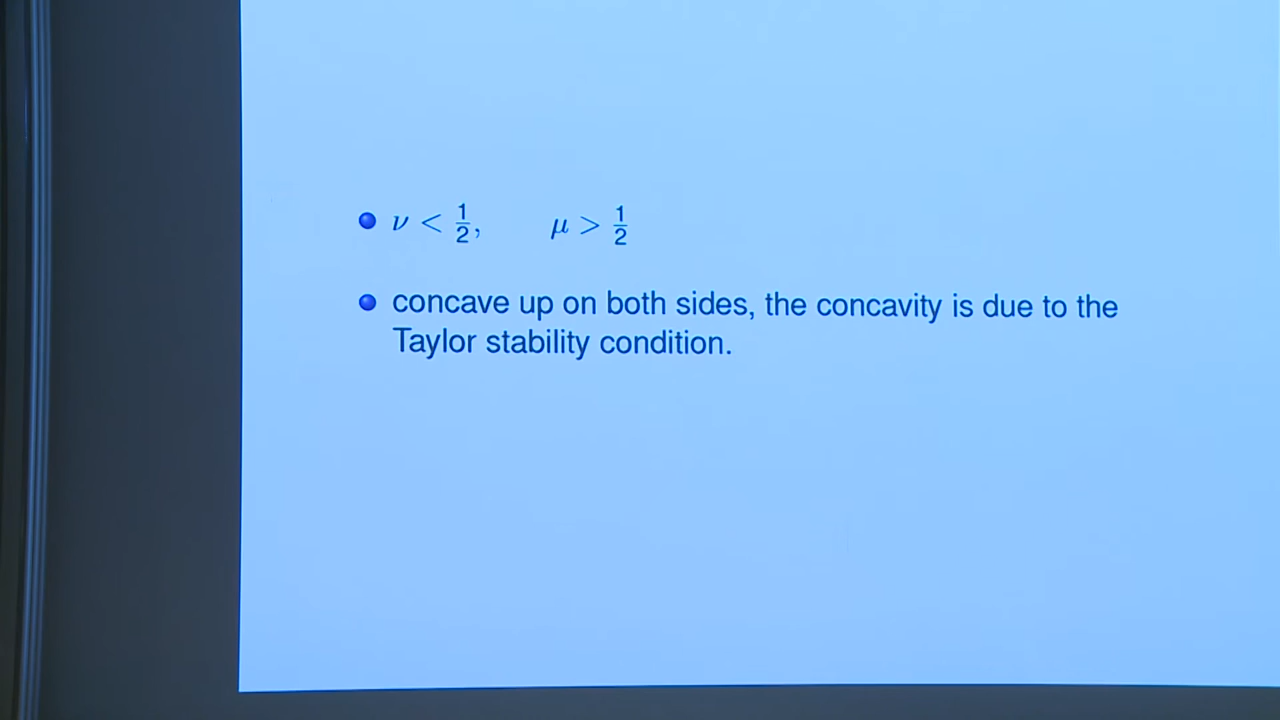 ν < 1/2, μ > 1/2
concave up on both sides, the concavity is due to the
Taylor stability condition.